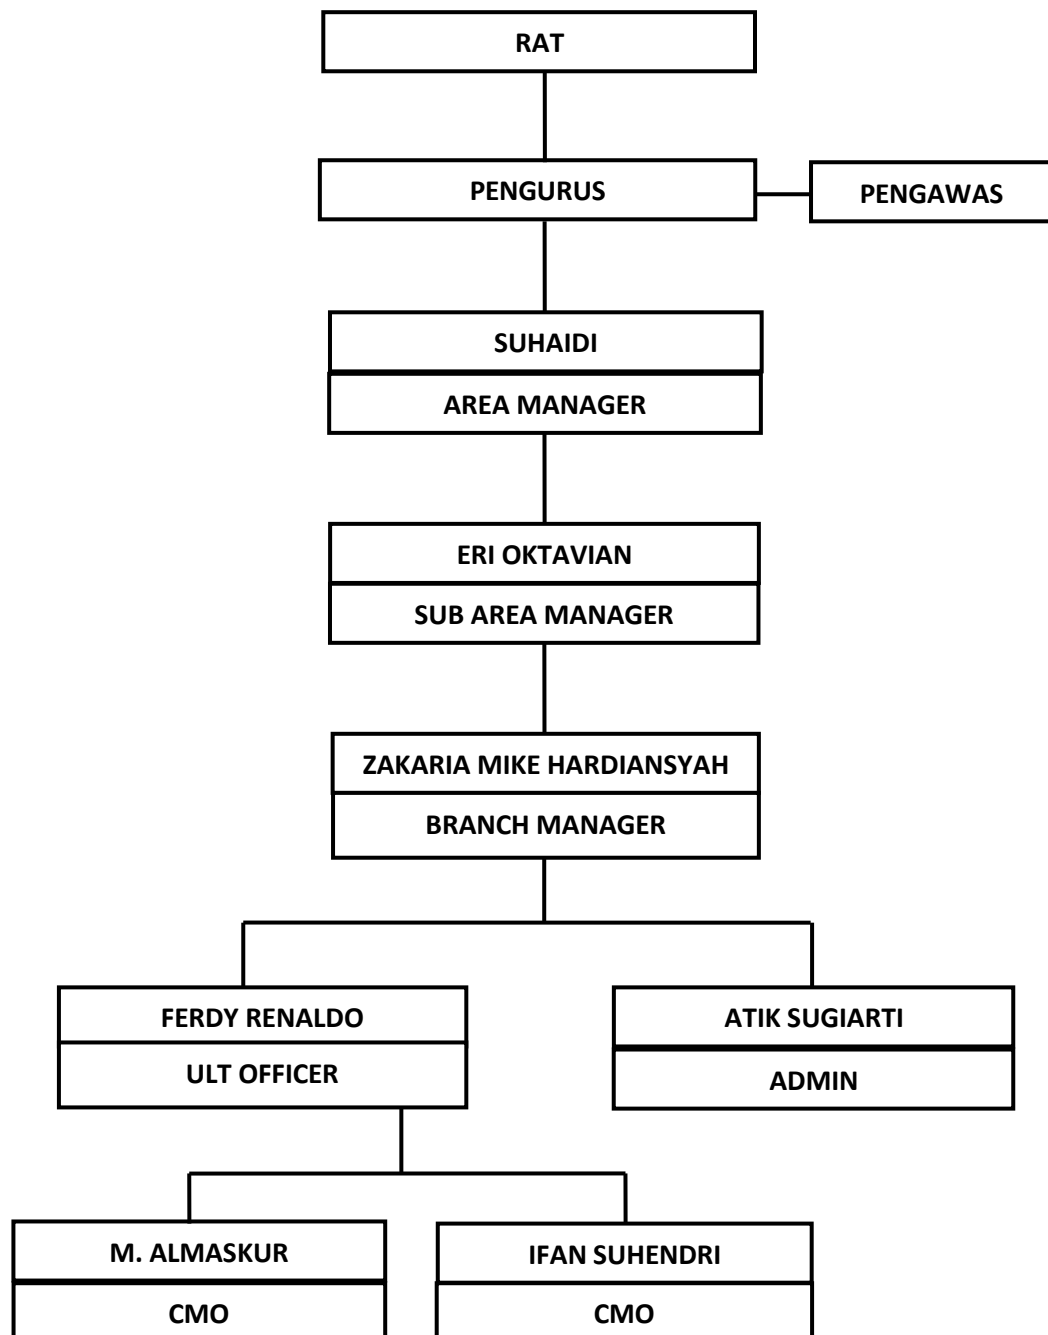 RAT
PENGURUS
PENGAWAS
SUHAIDI
AREA MANAGER
ERI OKTAVIAN
SUB AREA MANAGER
ZAKARIA MIKE HARDIANSYAH
BRANCH MANAGER
FERDY RENALDO
ULT OFFICER
ATIK SUGIARTI
ADMIN
M. ALMASKUR
CMO
IFAN SUHENDRI
CMO